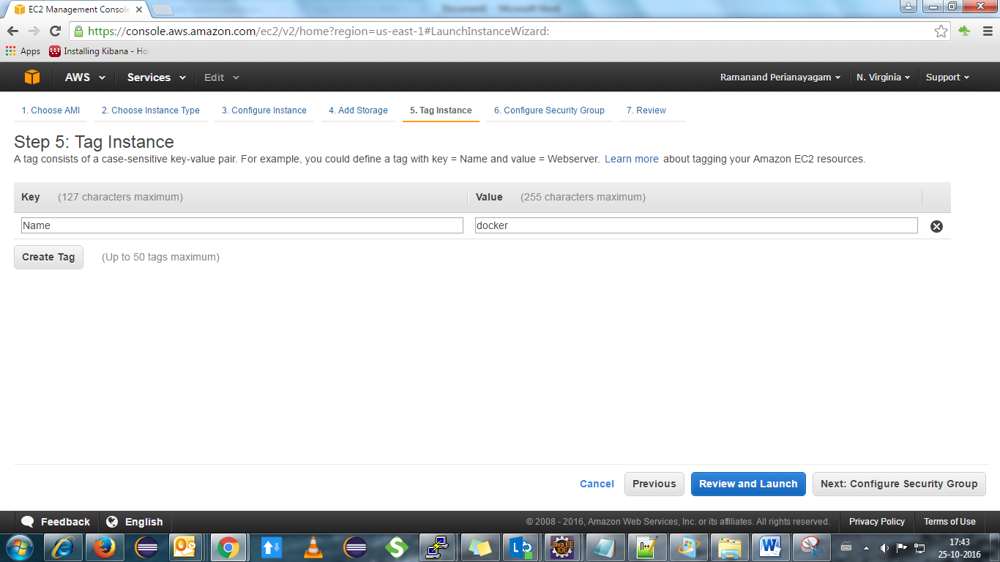 EC2 Management Console
Document1 - Microsoft Word
https://console.aws.amazon.com/ec2/v2/home?region=us-east-1#LaunchInstanceWizard:
Apps Installing Kibana - Ho
AWS Services Edit Ramanand Perianayagam N. Virginia Support
1. Choose AMI 2. Choose Instance Type 3. Configure Instance 4. Add Storage 5. Tag Instance 6. Configure Security Group 7. Review
Step 5: Tag Instance
A tag consists of a case-sensitive key-value pair. For example, you could define a tag with key = Name and value = Webserver. Learn more about tagging your Amazon EC2 resources.
Key (127 characters maximum) Value (255 characters maximum)
Name docker
Create Tag (Up to 50 tags maximum)
Cancel Previous Review and Launch Next: Configure Security Group
Feedback English © 2008 - 2016, Amazon Web Services, Inc. or its affiliates. All rights reserved. Privacy Policy Terms of Use
Java EE
IDE
17:43
25-10-2016